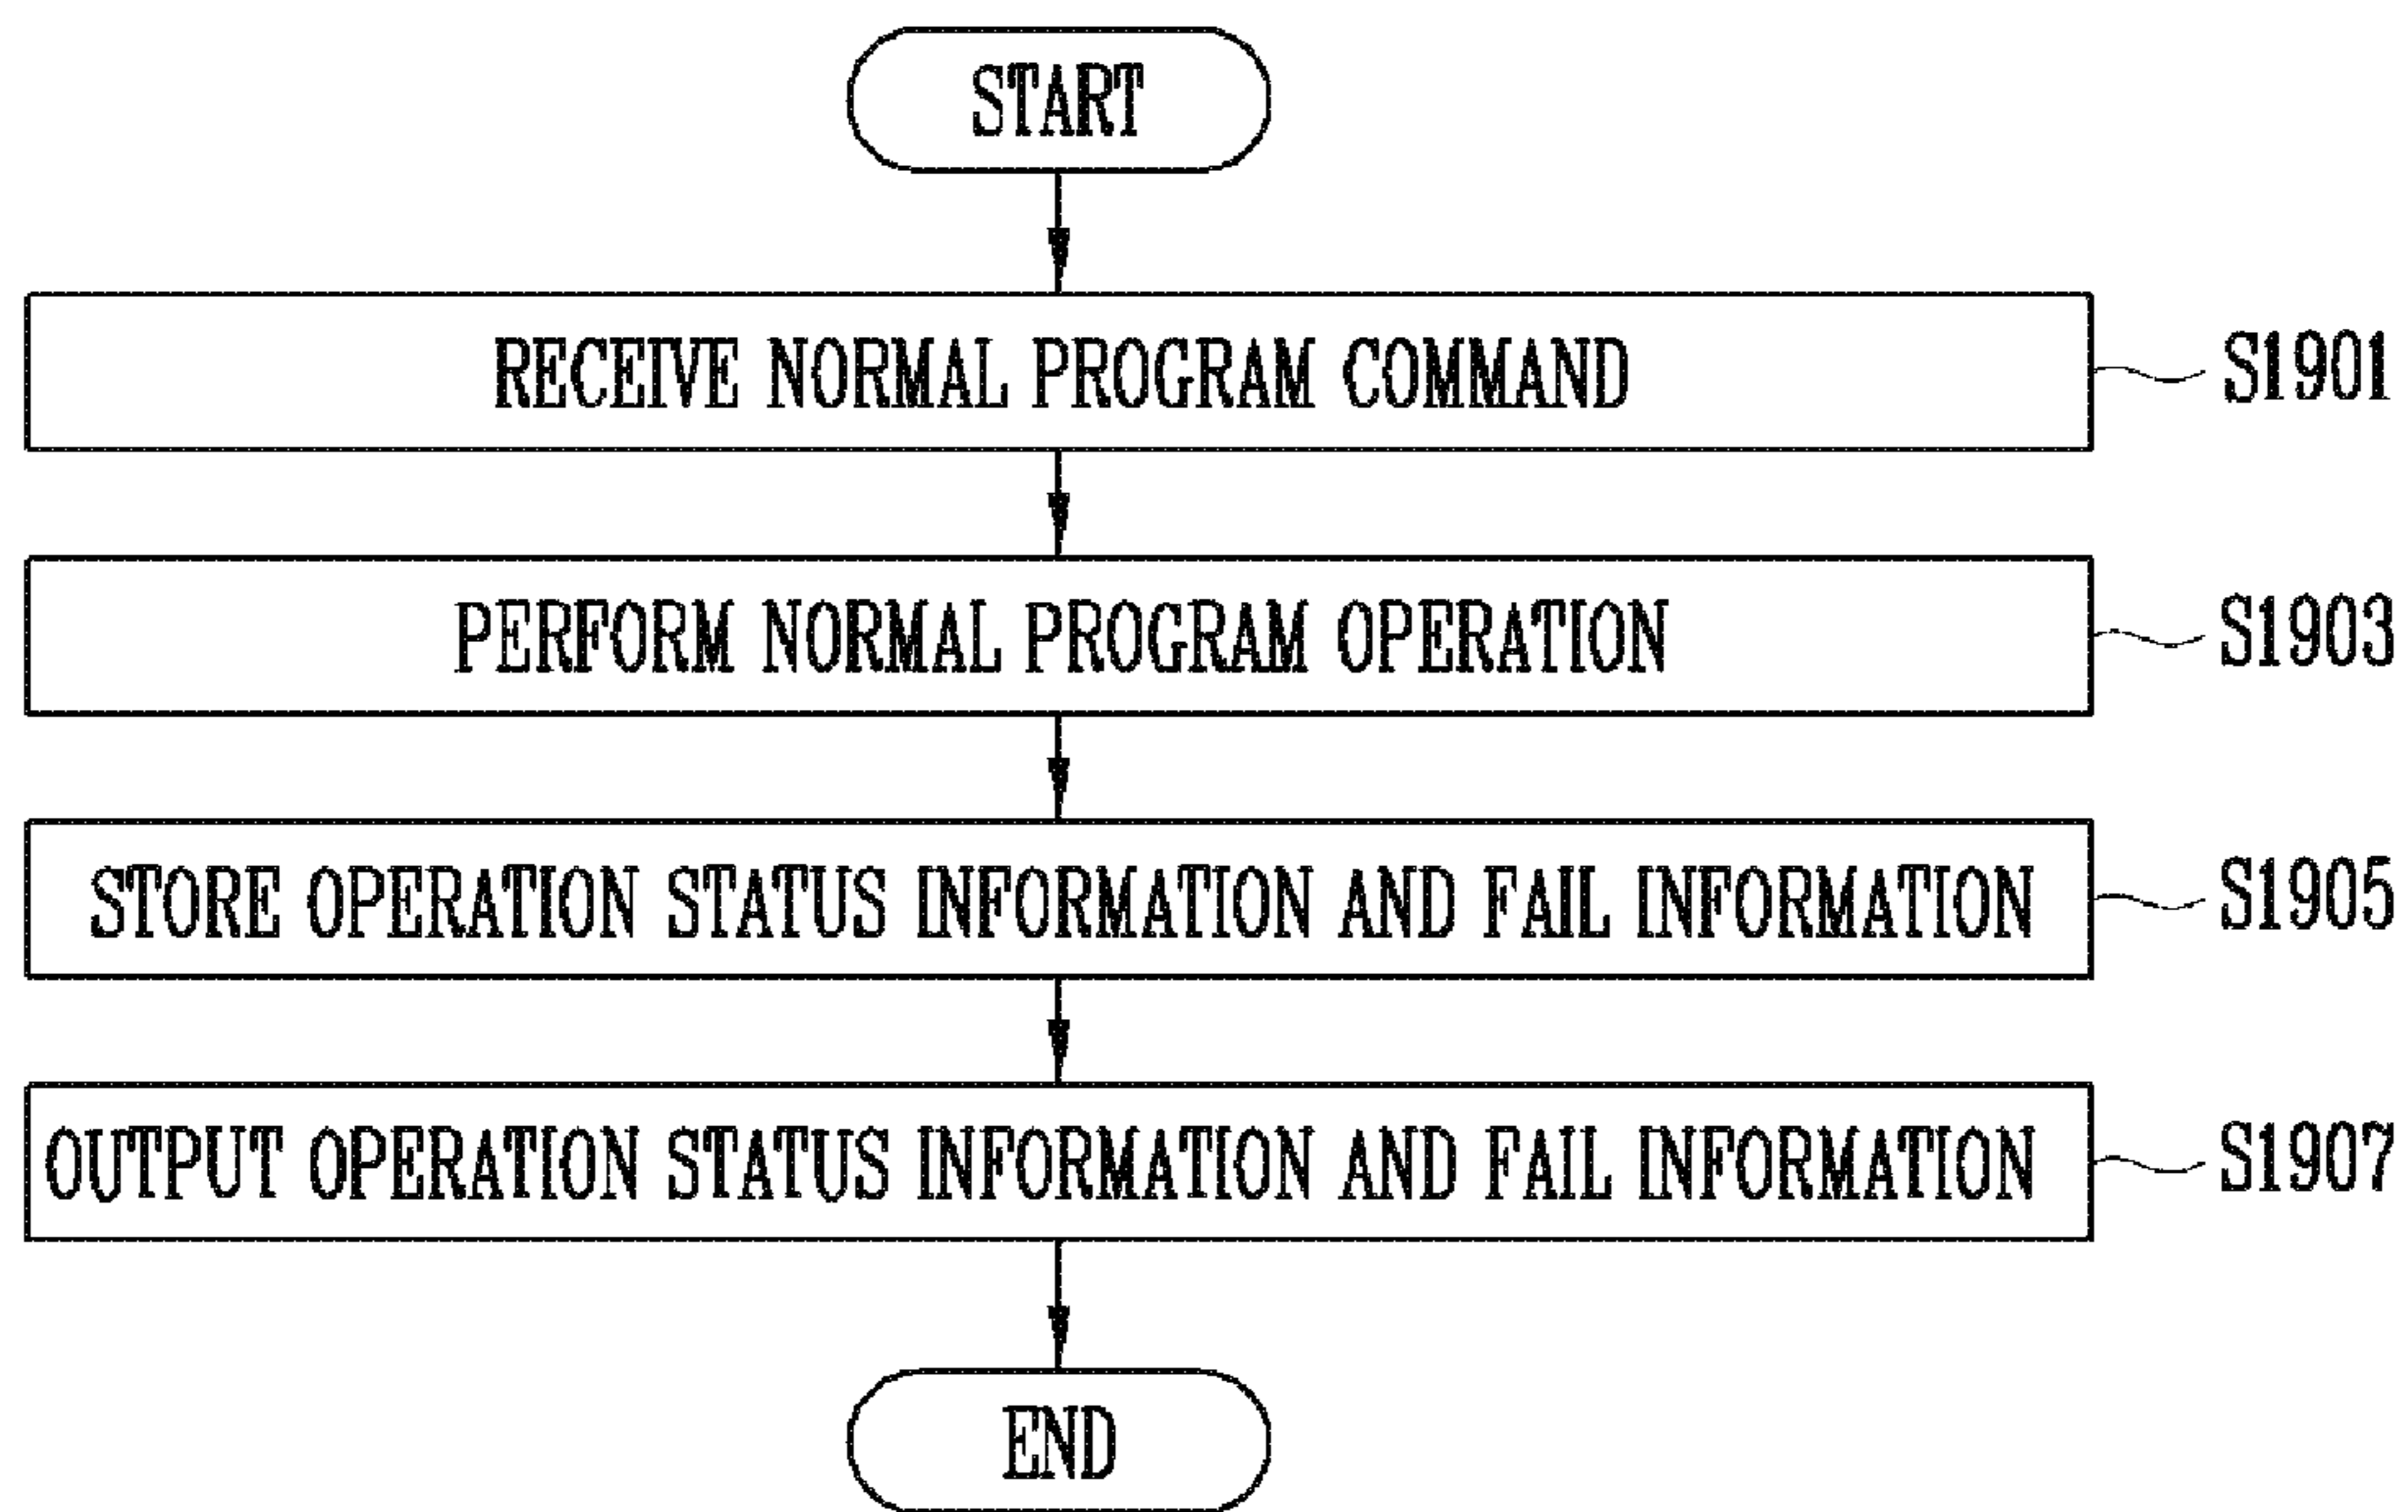 START
RECEIVE NORMAL PROGRAM COMMAND S1901
PERFORM NORMAL PROGRAM OPERATION S1903
STORE OPERATION STATUS INFORMATION AND FAIL INFORMATION S1905
OUTPUT OPERATION STATUS INFORMATION AND FAIL INFORMATION S1907
END